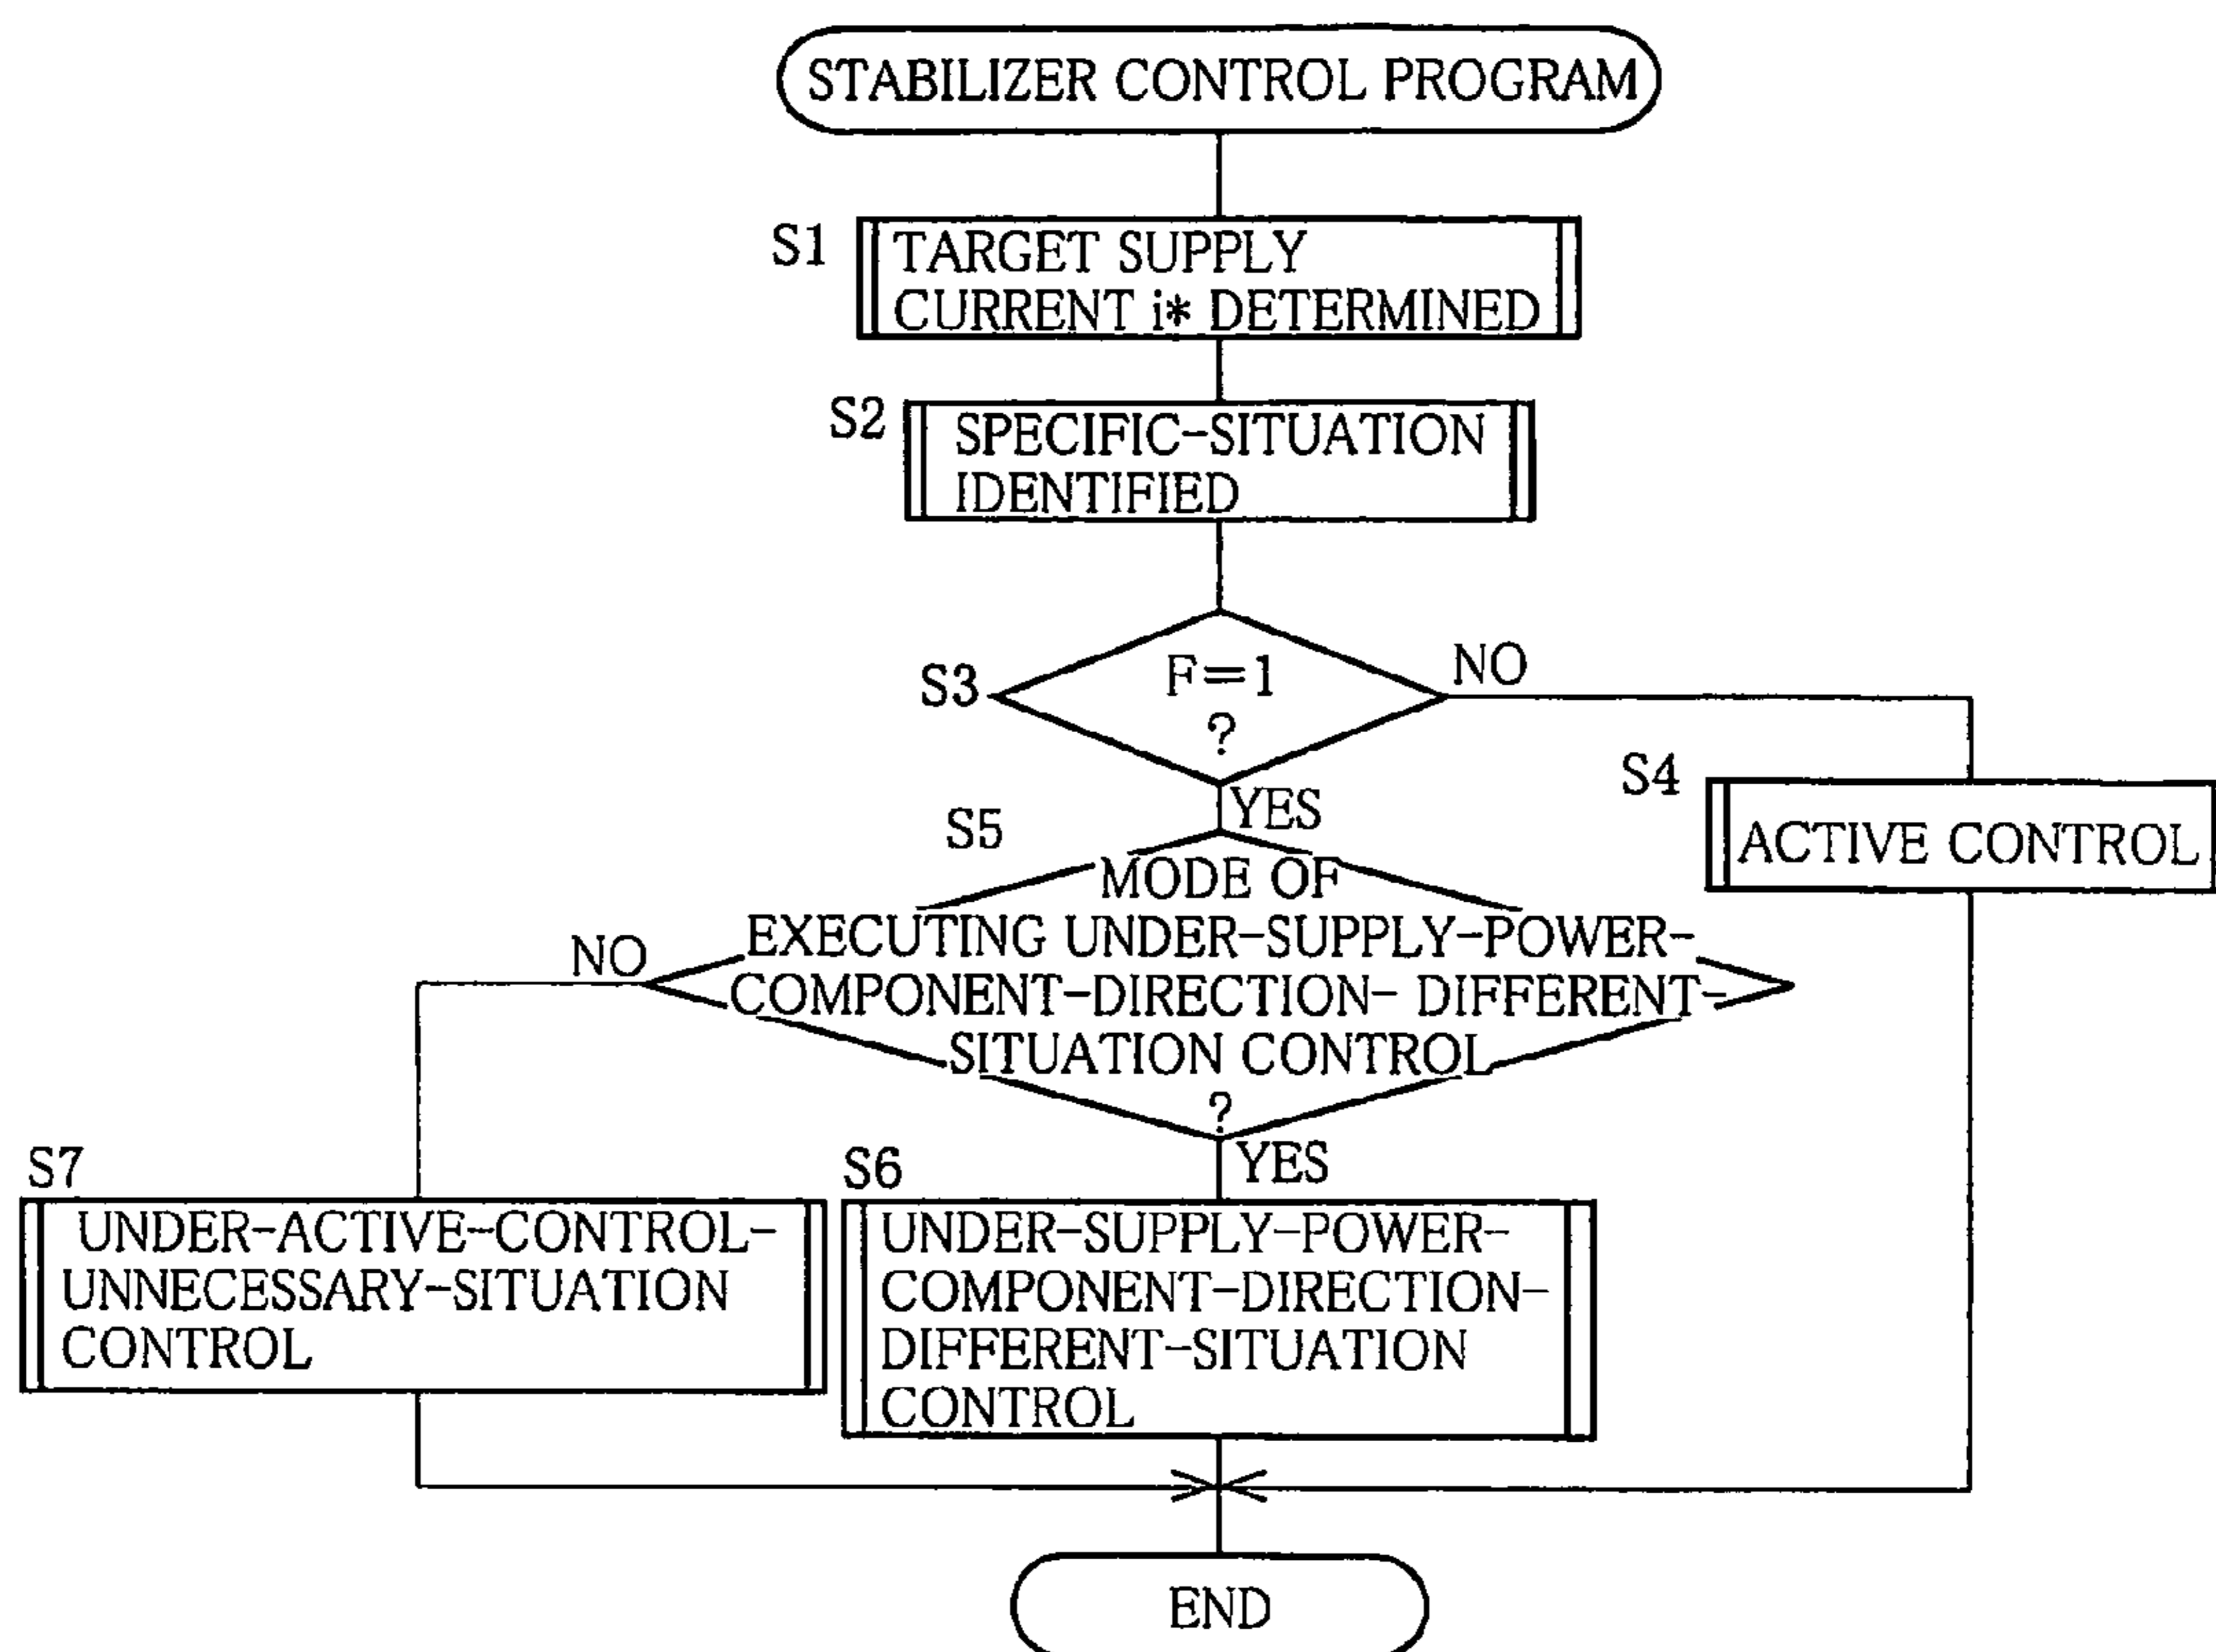 STABILIZER CONTROL PROGRAM
S1
TARGET SUPPLY
CURRENT i* DETERMINED
S2
SPECIFIC-SITUATION
IDENTIFIED
S3
F=1
?
NO
YES
S4
ACTIVE CONTROL
S5
MODE OF
EXECUTING UNDER-SUPPLY-POWER-
COMPONENT-DIRECTION- DIFFERENT-
SITUATION CONTROL
?
NO
YES
S7
UNDER-ACTIVE-CONTROL-
UNNECESSARY-SITUATION
CONTROL
S6
UNDER-SUPPLY-POWER-
COMPONENT-DIRECTION-
DIFFERENT-SITUATION
CONTROL
END